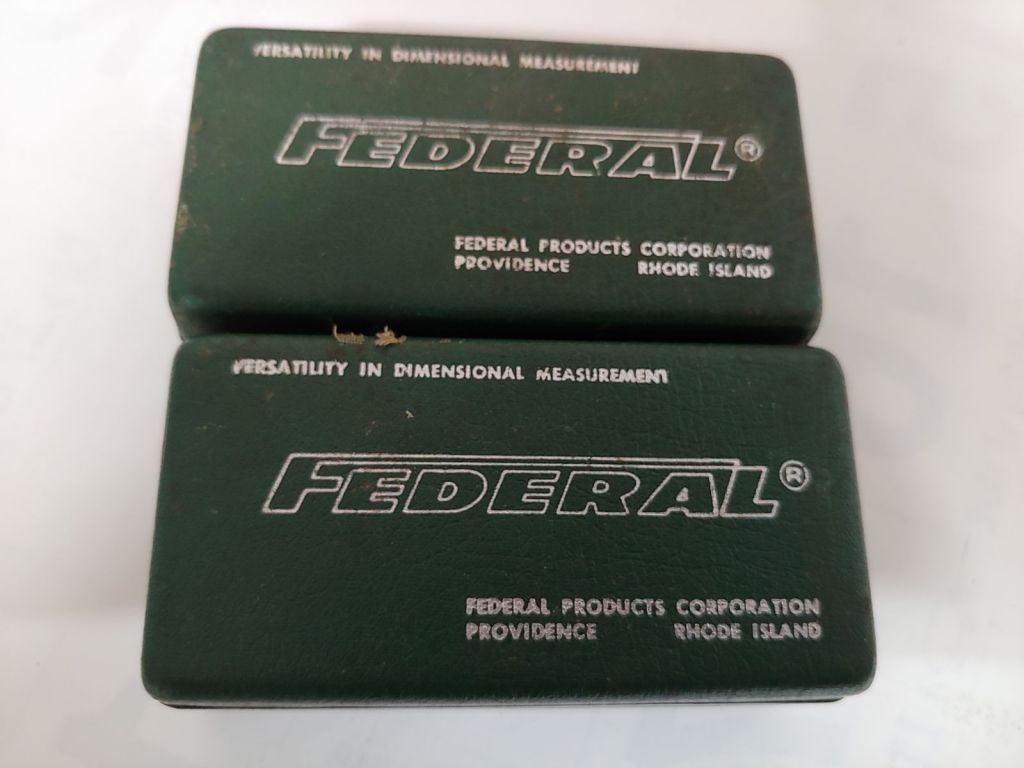 VERSATILITY IN DIMENSIONAL MEASUREMENT
FEDERAL®
FEDERAL PRODUCTS CORPORATION
PROVIDENCE RHODE ISLAND
VERSATILITY IN DIMENSIONAL MEASUREMENT
FEDERAL®
FEDERAL PRODUCTS CORPORATION
PROVIDENCE RHODE ISLAND